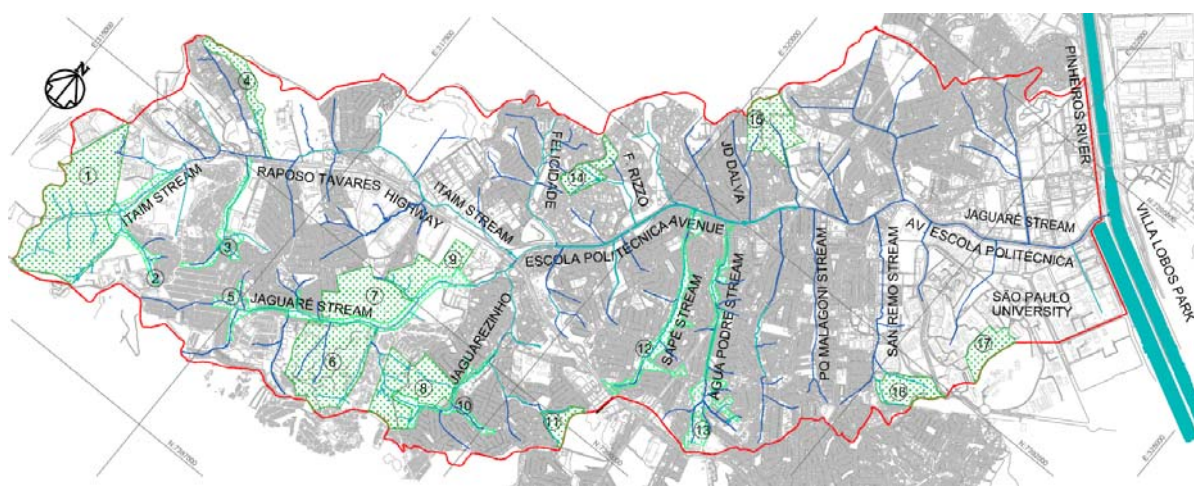 N
E:315000
E:317500
E:320000
PINHEIROS RIVER
4
1
ITAIM STREAM
RAPOSO TAVARES HIGHWAY
ITAIM STREAM
FELICIDADE
14
F. RIZZO
JD DALVA
15
ESCOLA POLITÉCNICA AVENUE
JAGUARÉ STREAM
AV ESCOLA POLITÉCNICA
VILLA LOBOS PARK
2
3
5
JAGUARÉ STREAM
7
9
6
8
10
JAGUAREZINHO
11
12
SAPÉ STREAM
ÁGUA PODRE STREAM
13
PQ MALAGONI STREAM
SAN REMO STREAM
SÃO PAULO
UNIVERSITY
17
16